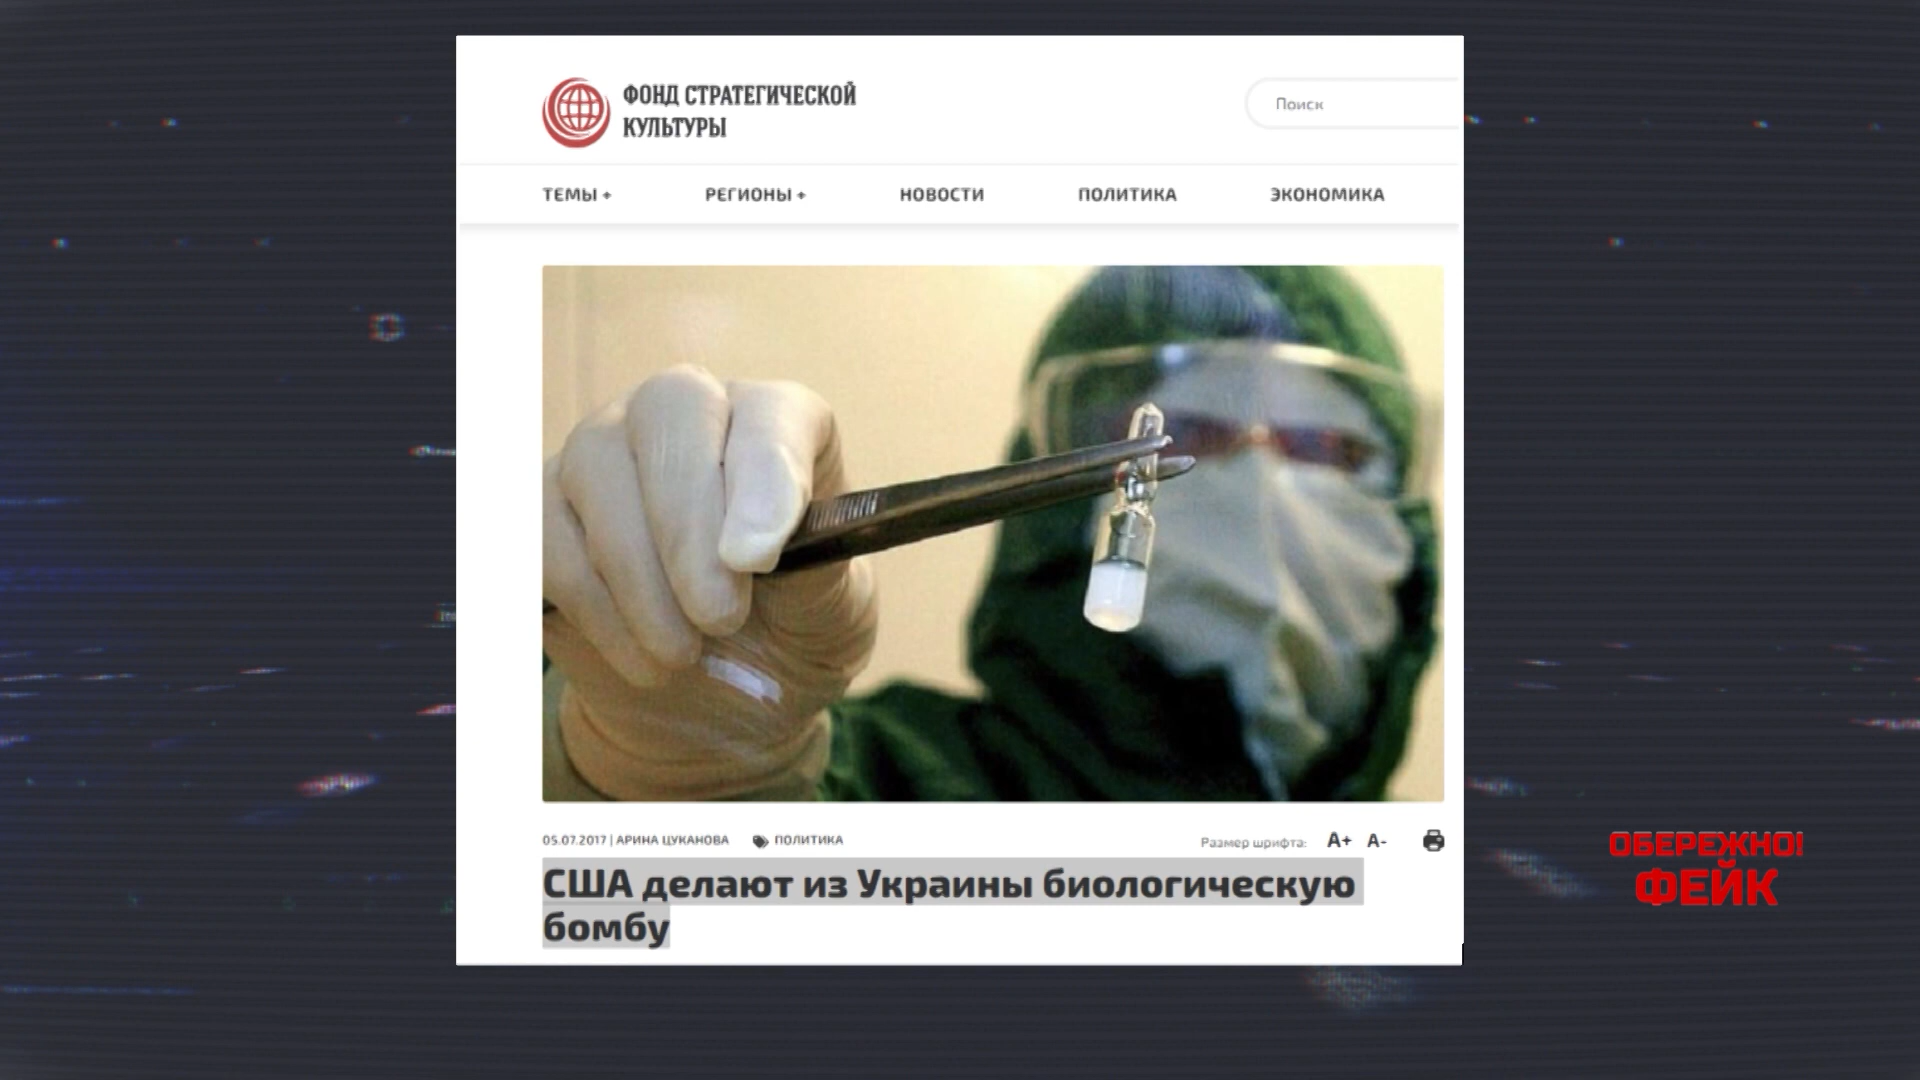 ФОНД СТРАТЕГИЧЕСКОЙ
КУЛЬТУРЫ
Поиск
ТЕМЫ +
РЕГИОНЫ +
НОВОСТИ
ПОЛИТИКА
ЭКОНОМИКА
05.07.2017 | АРИНА ЦУКАНОВА
ПОЛИТИКА
Размер шрифта: A+ A-
США делают из Украины биологическую
бомбу
ОБЕРЕЖНО!
ФЕЙК